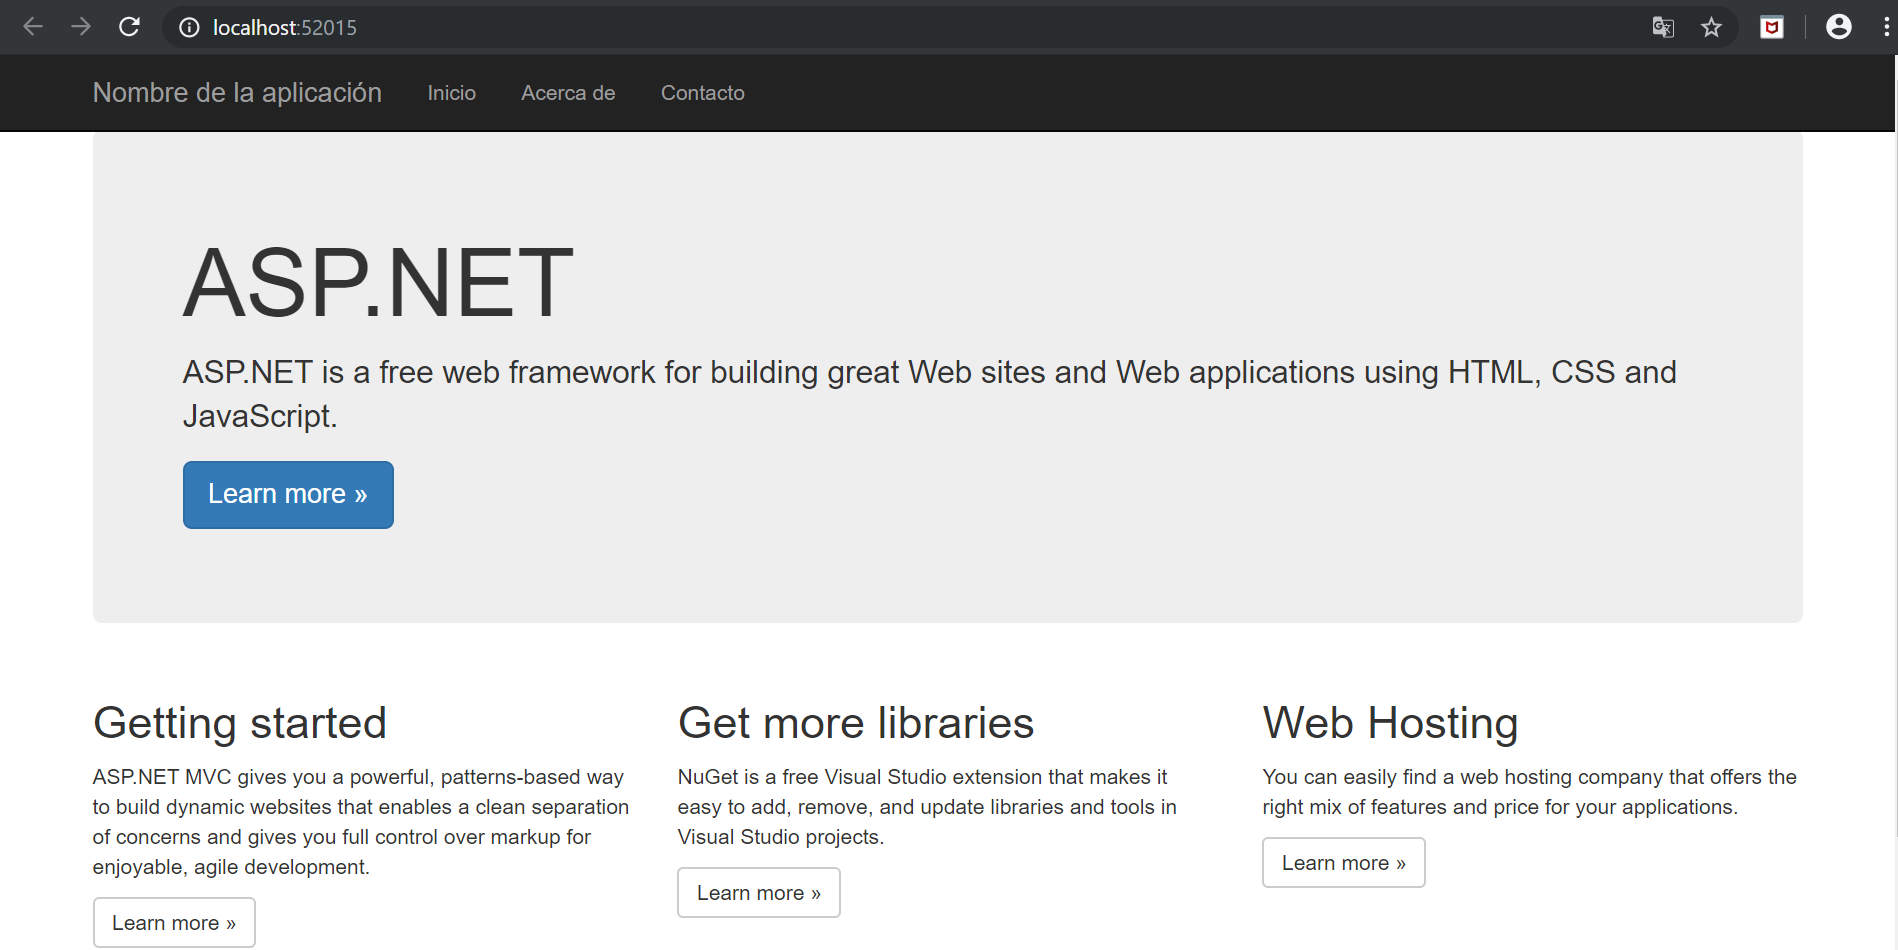 localhost:52015
Nombre de la aplicación Inicio Acerca de Contacto
ASP.NET
ASP.NET is a free web framework for building great Web sites and Web applications using HTML, CSS and
JavaScript.
Learn more »
Getting started
ASP.NET MVC gives you a powerful, patterns-based way
to build dynamic websites that enables a clean separation
of concerns and gives you full control over markup for
enjoyable, agile development.
Learn more »
Get more libraries
NuGet is a free Visual Studio extension that makes it
easy to add, remove, and update libraries and tools in
Visual Studio projects.
Learn more »
Web Hosting
You can easily find a web hosting company that offers the
right mix of features and price for your applications.
Learn more »